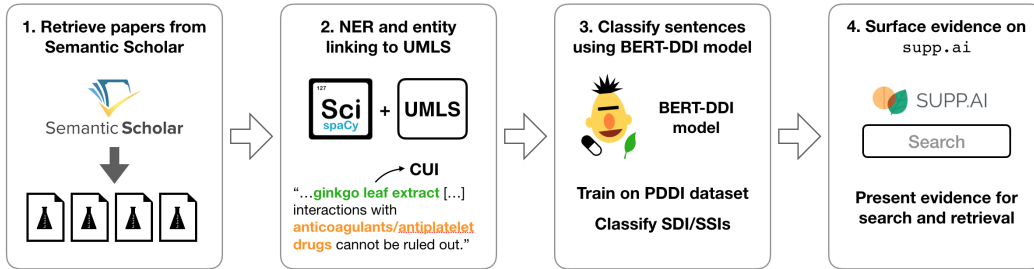 1. Retrieve papers from
Semantic Scholar
Semantic Scholar
2. NER and entity
linking to UMLS
127
Sci
spaCy
+
UMLS
CUI
“…ginkgo leaf extract […]
interactions with
anticoagulants/antiplatelet
drugs cannot be ruled out.”
3. Classify sentences
using BERT-DDI model
BERT-DDI
model
Train on PDDI dataset
Classify SDI/SSIs
4. Surface evidence on
supp.ai
SUPP.AI
Search
Present evidence for
search and retrieval